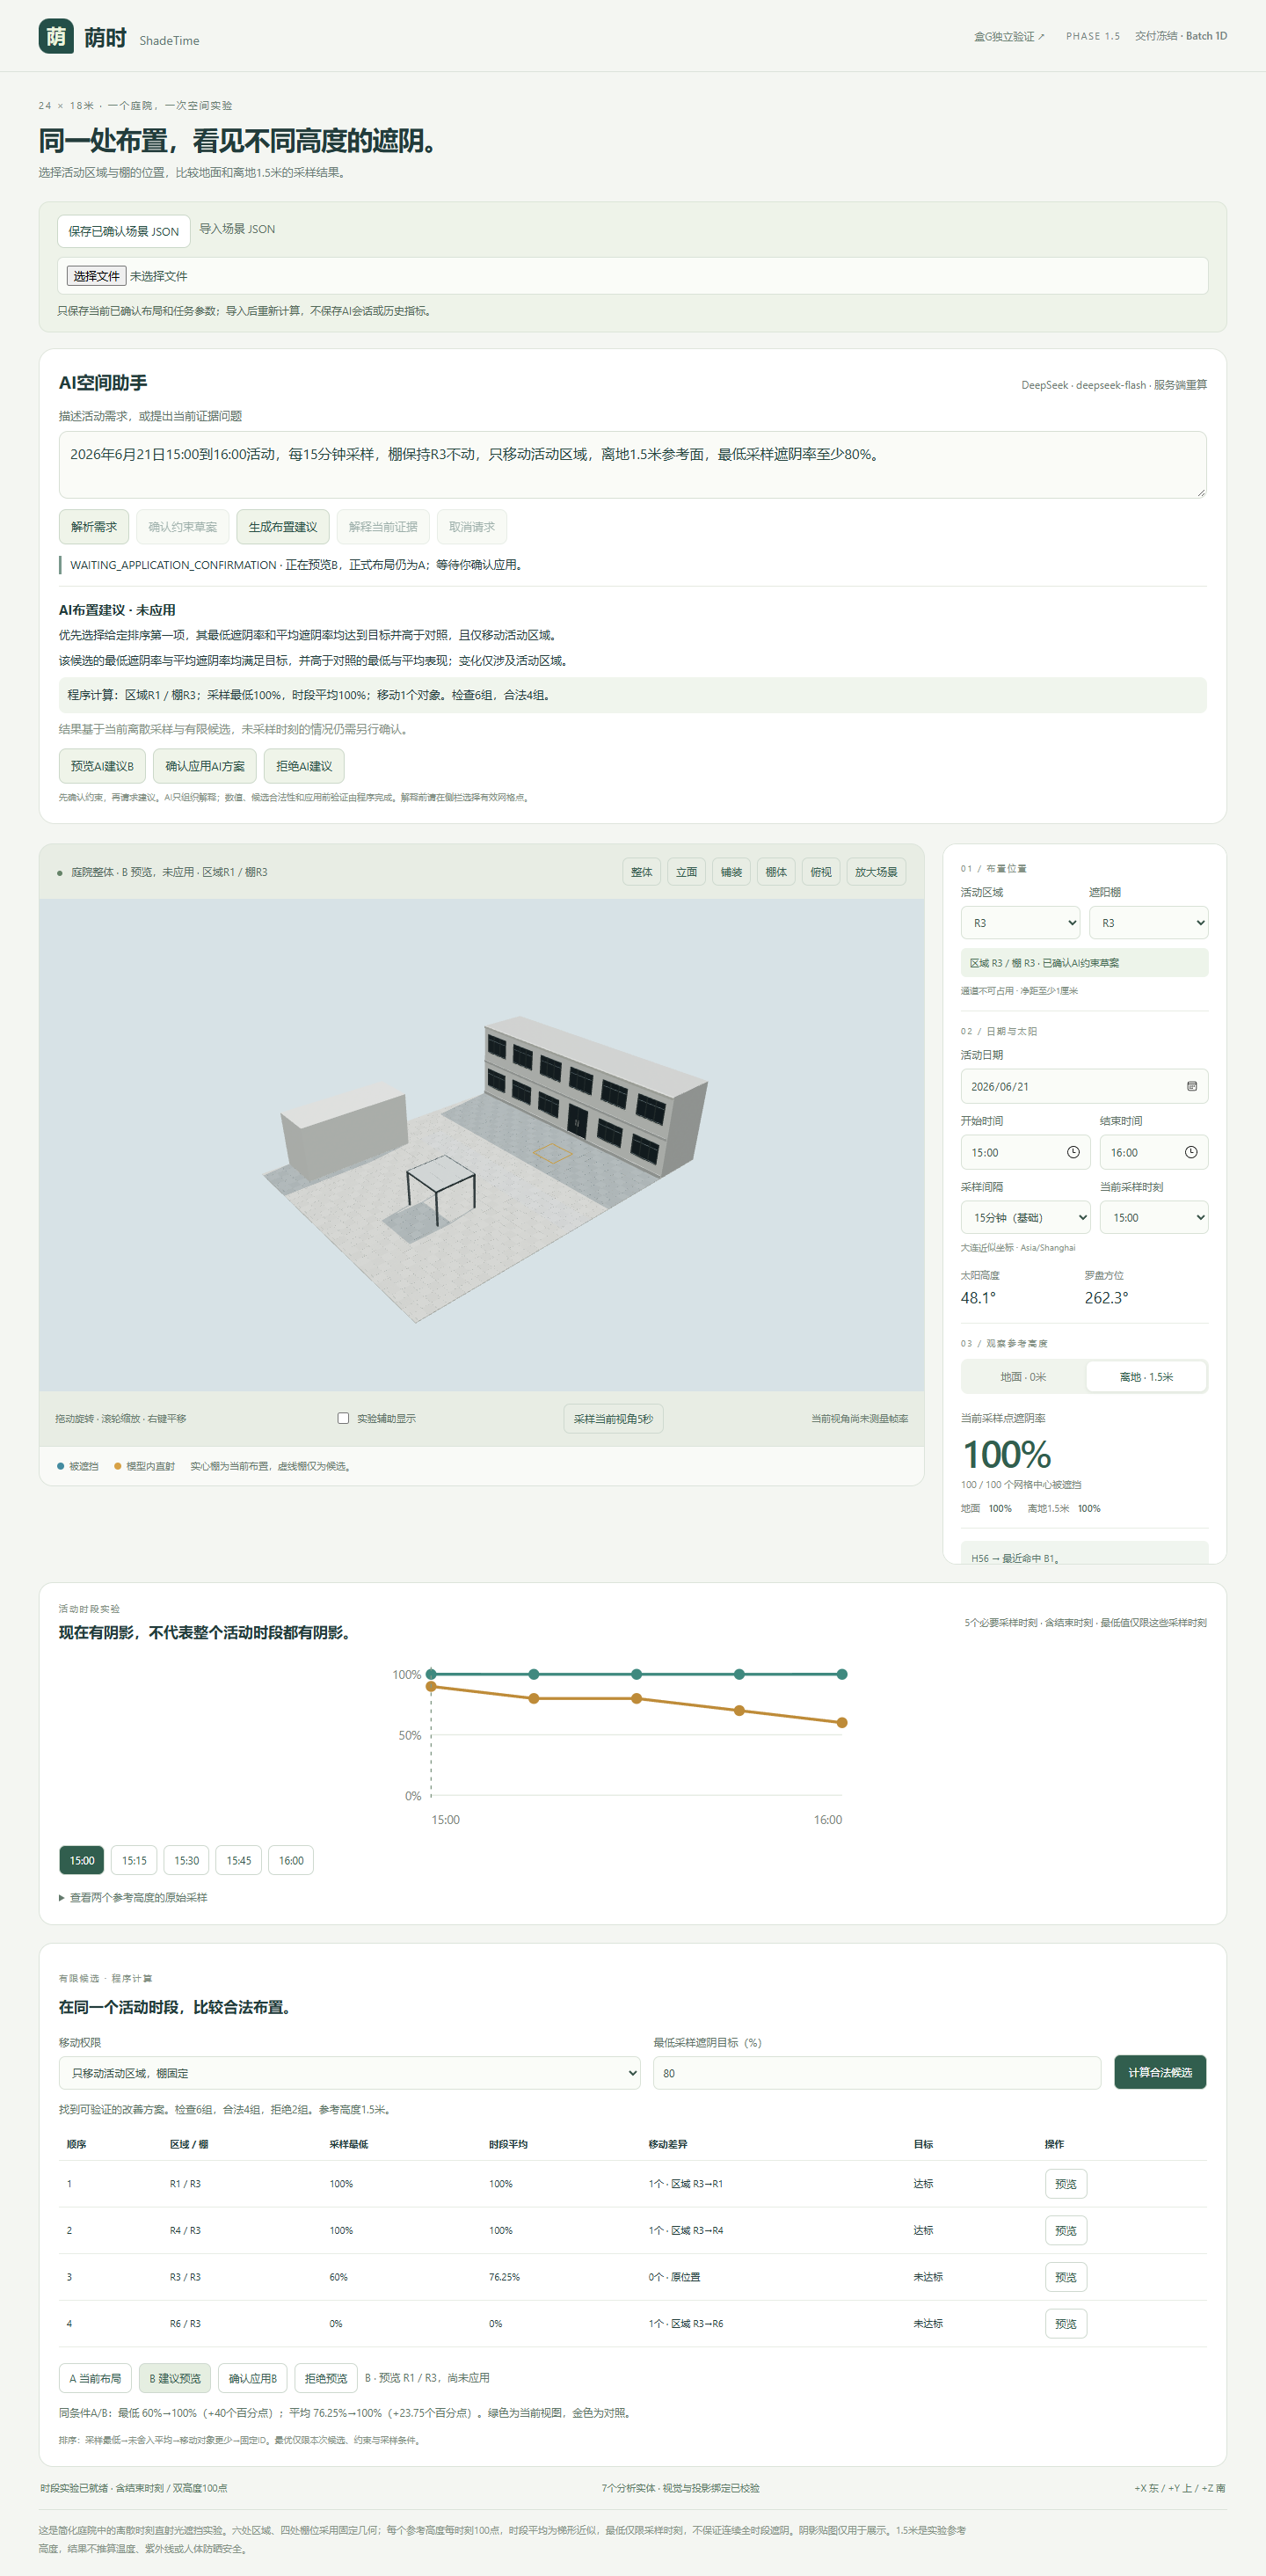 荫 荫时 ShadeTime
盒G独立验证 ↗ PHASE 1.5 交付冻结 · Batch 1D
24 × 18米 · 一个庭院，一次空间实验
同一处布置，看见不同高度的遮阴。
选择活动区域与棚的位置，比较地面和离地1.5米的采样结果。
保存已确认场景 JSON 导入场景 JSON
选择文件 未选择文件
只保存当前已确认布局和任务参数；导入后重新计算，不保存AI会话或历史指标。
AI空间助手
DeepSeek · deepseek-flash · 服务端重算
描述活动需求，或提出当前证据问题
2026年6月21日15:00到16:00活动，每15分钟采样，棚保持R3不动，只移动活动区域，离地1.5米参考面，最低采样遮阴率至少80%。
解析需求 确认约束草案 生成布置建议 解释当前证据 取消请求
WAITING_APPLICATION_CONFIRMATION · 正在预览B，正式布局仍为A；等待你确认应用。
AI布置建议 · 未应用
优先选择给定排序第一项，其最低遮阴率和平均遮阴率均达到目标并高于对照，且仅移动活动区域。
该候选的最低遮阴率与平均遮阴率均满足目标，并高于对照的最低与平均表现；变化仅涉及活动区域。
程序计算：区域R1 / 棚R3；采样最低100%，时段平均100%；移动1个对象。检查6组，合法4组。
结果基于当前离散采样与有限候选，未采样时刻的情况仍需另行确认。
预览AI建议B 确认应用AI方案 拒绝AI建议
先确认约束，再请求建议。AI只组织解释；数值、候选合法性和应用前验证由程序完成。解释前请在侧栏选择有效网格点。
庭院整体 · B 预览，未应用 · 区域R1 / 棚R3
整体 立面 铺装 棚体 俯视 放大场景
拖动旋转 · 滚轮缩放 · 右键平移 实验辅助显示 采样当前视角5秒 当前视角尚未测量帧率
被遮挡 模型内直射 实心棚为当前布置，虚线棚仅为候选。
01 / 布置位置
活动区域 遮阳棚
R3 R3
区域 R3 / 棚 R3 · 已确认AI约束草案
通道不可占用 · 净距至少1厘米
02 / 日期与太阳
活动日期
2026/06/21
开始时间 结束时间
15:00 16:00
采样间隔 当前采样时刻
15分钟（基础） 15:00
大连近似坐标 · Asia/Shanghai
太阳高度 罗盘方位
48.1° 262.3°
03 / 观察参考高度
地面 · 0米 离地 · 1.5米
当前采样点遮阴率
100%
100 / 100 个网格中心被遮挡
地面 100% 离地1.5米 100%
H56 → 最近命中 B1。
活动时段实验
现在有阴影，不代表整个活动时段都有阴影。
5个必要采样时刻 · 含结束时刻 · 最低值仅限这些采样时刻
100%
50%
0%
15:00 16:00
15:00 15:15 15:30 15:45 16:00
▶ 查看两个参考高度的原始采样
有限候选 · 程序计算
在同一个活动时段，比较合法布置。
移动权限 最低采样遮阴目标（%）
只移动活动区域，棚固定 80 计算合法候选
找到可验证的改善方案。检查6组，合法4组，拒绝2组。参考高度1.5米。
顺序 区域 / 棚 采样最低 时段平均 移动差异 目标 操作
1 R1 / R3 100% 100% 1个 · 区域 R3→R1 达标 预览
2 R4 / R3 100% 100% 1个 · 区域 R3→R4 达标 预览
3 R3 / R3 60% 76.25% 0个 · 原位置 未达标 预览
4 R6 / R3 0% 0% 1个 · 区域 R3→R6 未达标 预览
A 当前布局 B 建议预览 确认应用B 拒绝预览 B · 预览 R1 / R3，尚未应用
同条件A/B：最低 60%→100%（+40个百分点）；平均 76.25%→100%（+23.75个百分点）。绿色为当前视图，金色为对照。
排序：采样最低→未舍入平均→移动对象更少→固定ID。最优仅限本次候选、约束与采样条件。
时段实验已就绪 · 含结束时刻 / 双高度100点 7个分析实体 · 视觉与投影绑定已校验 +X 东 / +Y 上 / +Z 南
这是简化庭院中的离散时刻直射光遮挡实验。六处区域、四处棚位采用固定几何；每个参考高度每时刻100点，时段平均为梯形近似，最低仅限采样时刻，不保证连续全时段遮阴。阴影贴图仅用于展示。1.5米是实验参考
高度，结果不推算温度、紫外线或人体防晒安全。